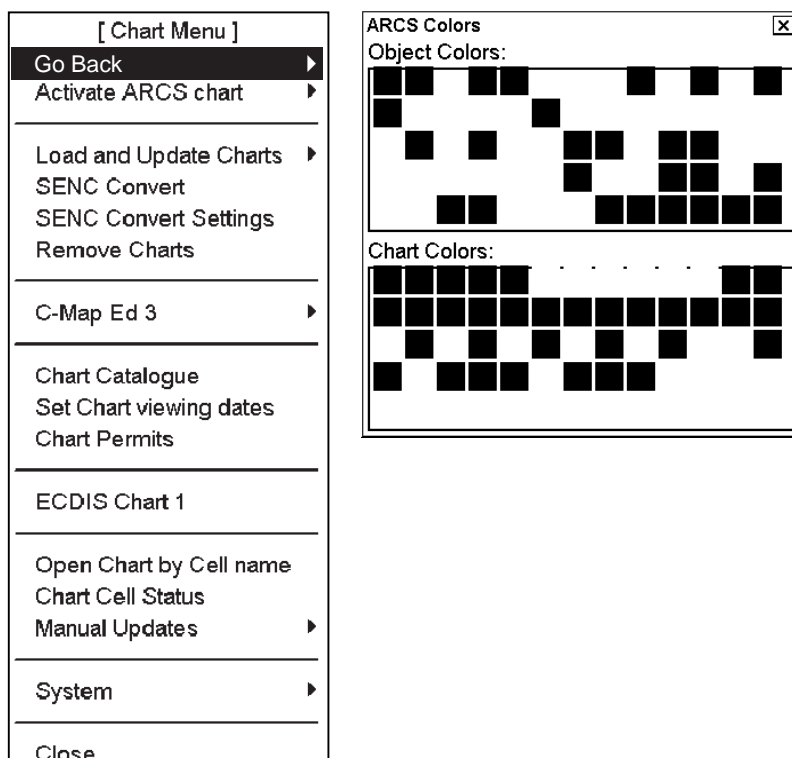 [ Chart Menu ]
Go Back
Activate ARCS chart
Load and Update Charts
SENC Convert
SENC Convert Settings
Remove Charts
C-Map Ed 3
Chart Catalogue
Set Chart viewing dates
Chart Permits
ECDIS Chart 1
Open Chart by Cell name
Chart Cell Status
Manual Updates
System
Close
ARCS Colors
Object Colors:
Chart Colors: